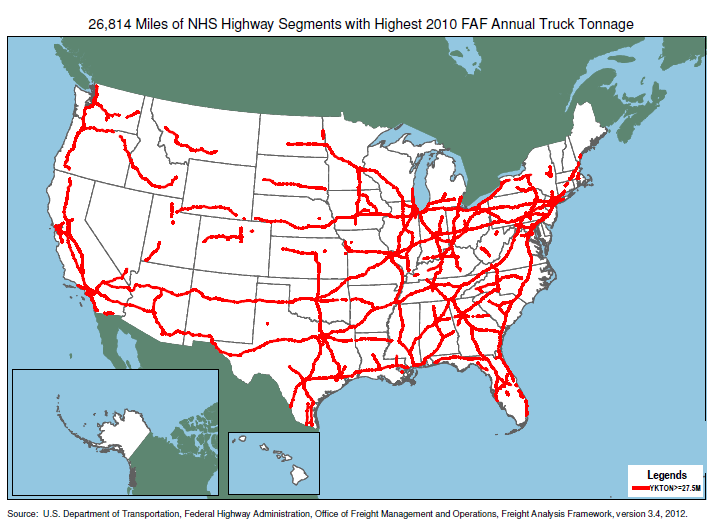 26,814 Miles of NHS Highway Segments with Highest 2010 FAF Annual Truck Tonnage
Legends
YKTON>=27.5M
Source: U.S. Department of Transportation, Federal Highway Administration, Office of Freight Management and Operations, Freight Analysis Framework, version 3.4, 2012.